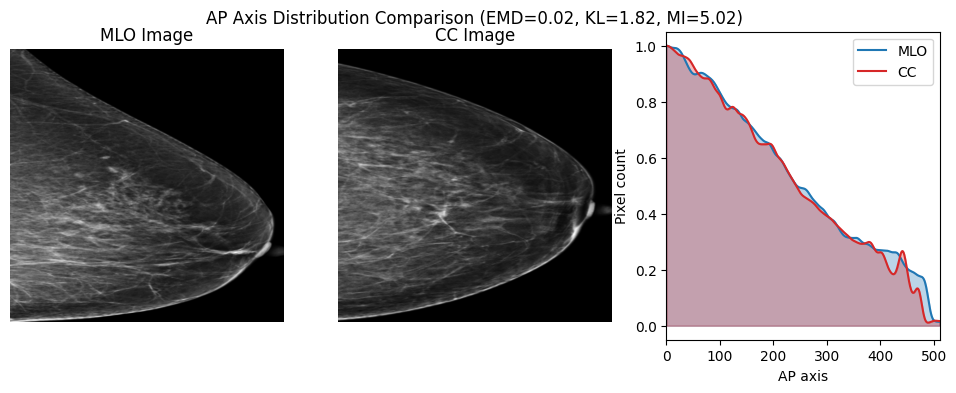 AP Axis Distribution Comparison (EMD=0.02, KL=1.82, MI=5.02)
MLO Image
CC Image
MLO
CC
1.0
0.8
0.6
0.4
0.2
0.0
Pixel count
0 100 200 300 400 500
AP axis